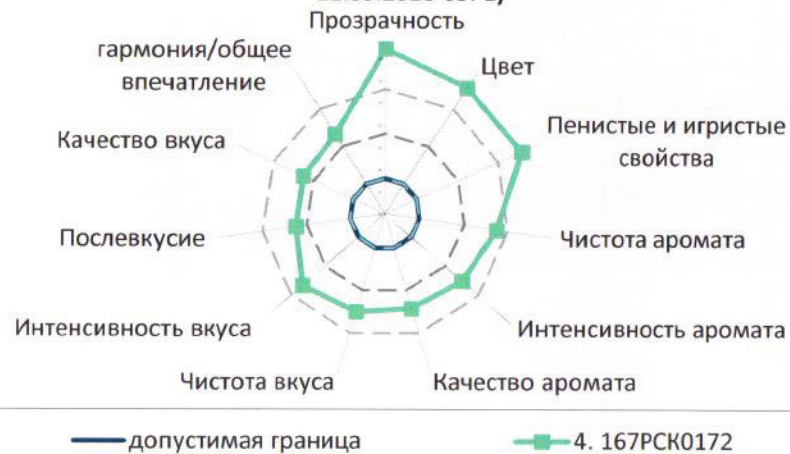 Прозрачность
гармония/общее
впечатление
Цвет
Качество вкуса
Пенистые и игристые
свойства
Послевкусие
Чистота аромата
Интенсивность вкуса
Интенсивность аромата
Чистота вкуса
Качество аромата
допустимая граница
4. 167РСК0172